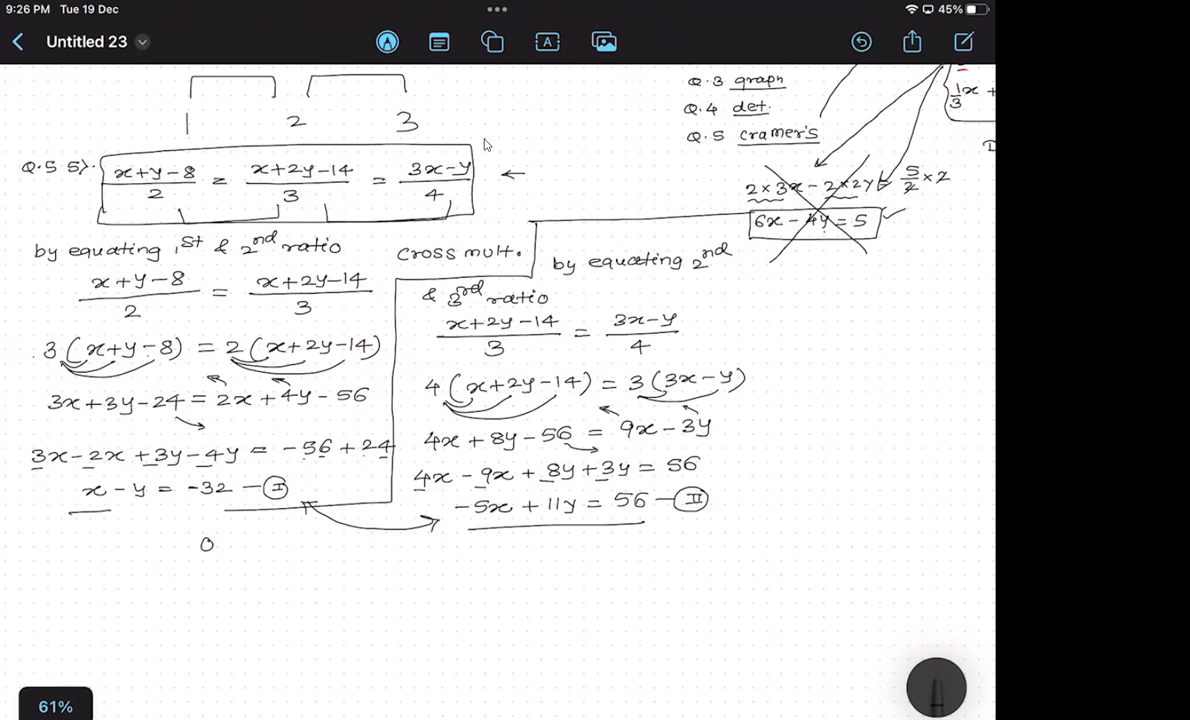 9:26 PM Tue 19 Dec
45%
Untitled 23
1 2 3
Q.3 graph
Q.4 det.
Q.5 cramer's
1/3 x +
D
Q.5 5). (x+y-8)/2 = (x+2y-14)/3 = (3x-y)/4 ←
2×3x - 2×2y = 5/2 × 2
6x - 4y = 5 ✓
by equating 1st & 2nd ratio
(x+y-8)/2 = (x+2y-14)/3
cross mult.
3(x+y-8) = 2(x+2y-14)
3x+3y-24 = 2x+4y-56
3x-2x+3y-4y = -56+24
x-y = -32 - Ⅰ
by equating 2nd
& 3rd ratio
(x+2y-14)/3 = (3x-y)/4
4(x+2y-14) = 3(3x-y)
4x+8y-56 = 9x-3y
4x-9x+8y+3y = 56
-5x+11y = 56 - Ⅱ
0
61%